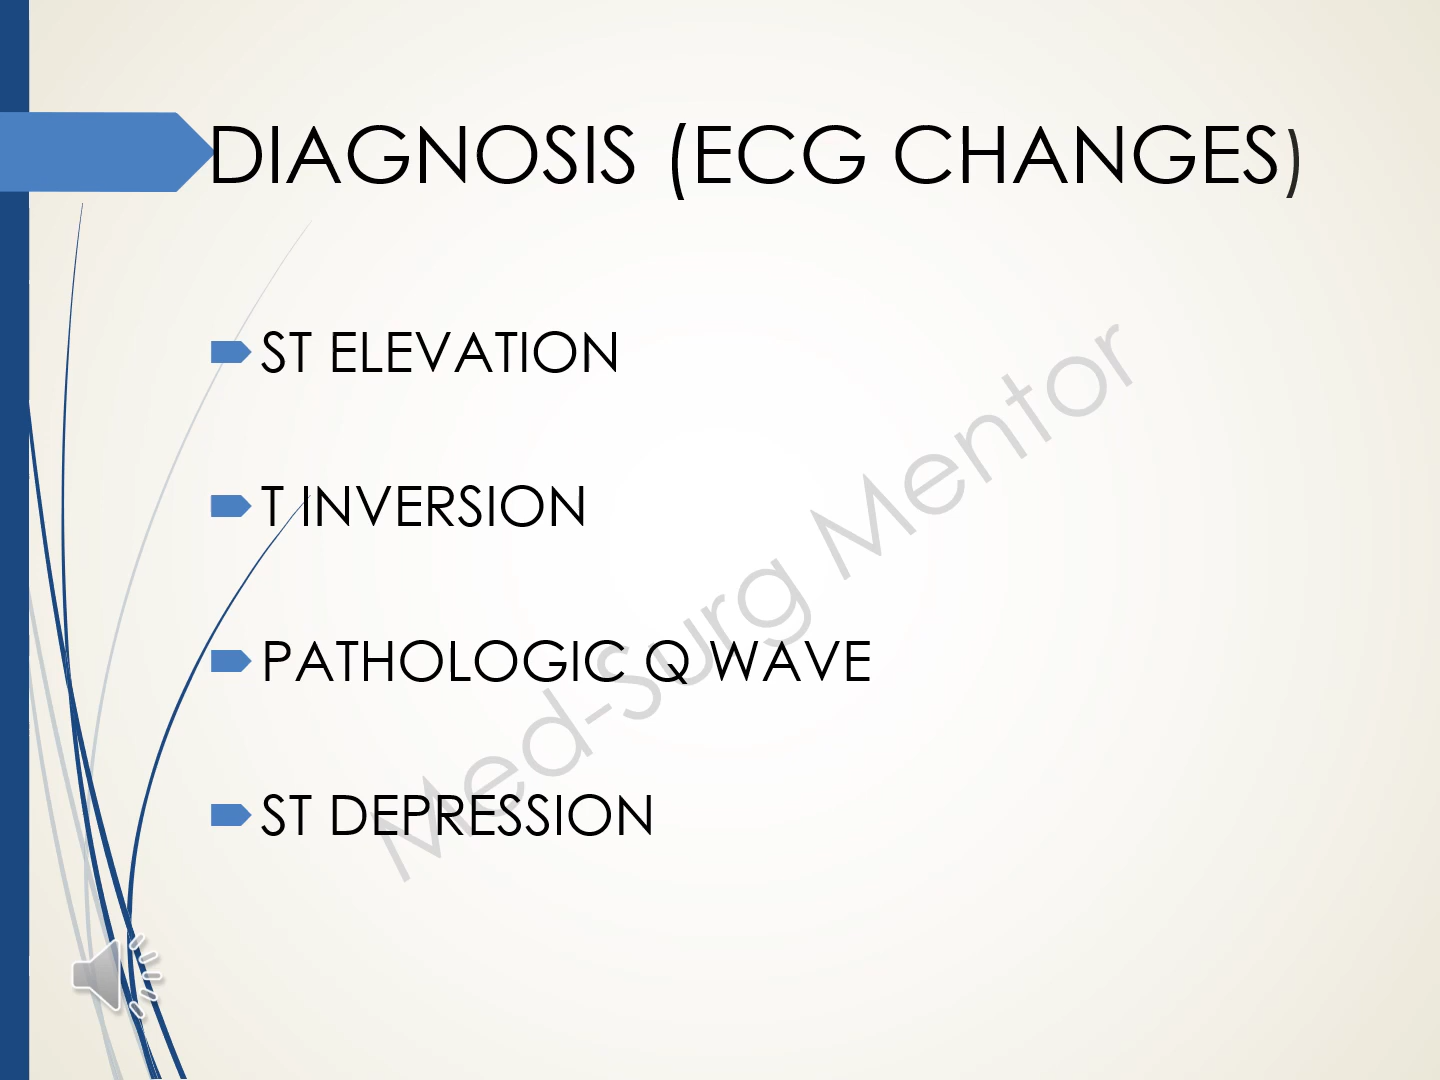 DIAGNOSIS (ECG CHANGES)
ST ELEVATION
T INVERSION
PATHOLOGIC Q WAVE
ST DEPRESSION
Med-Surg Mentor